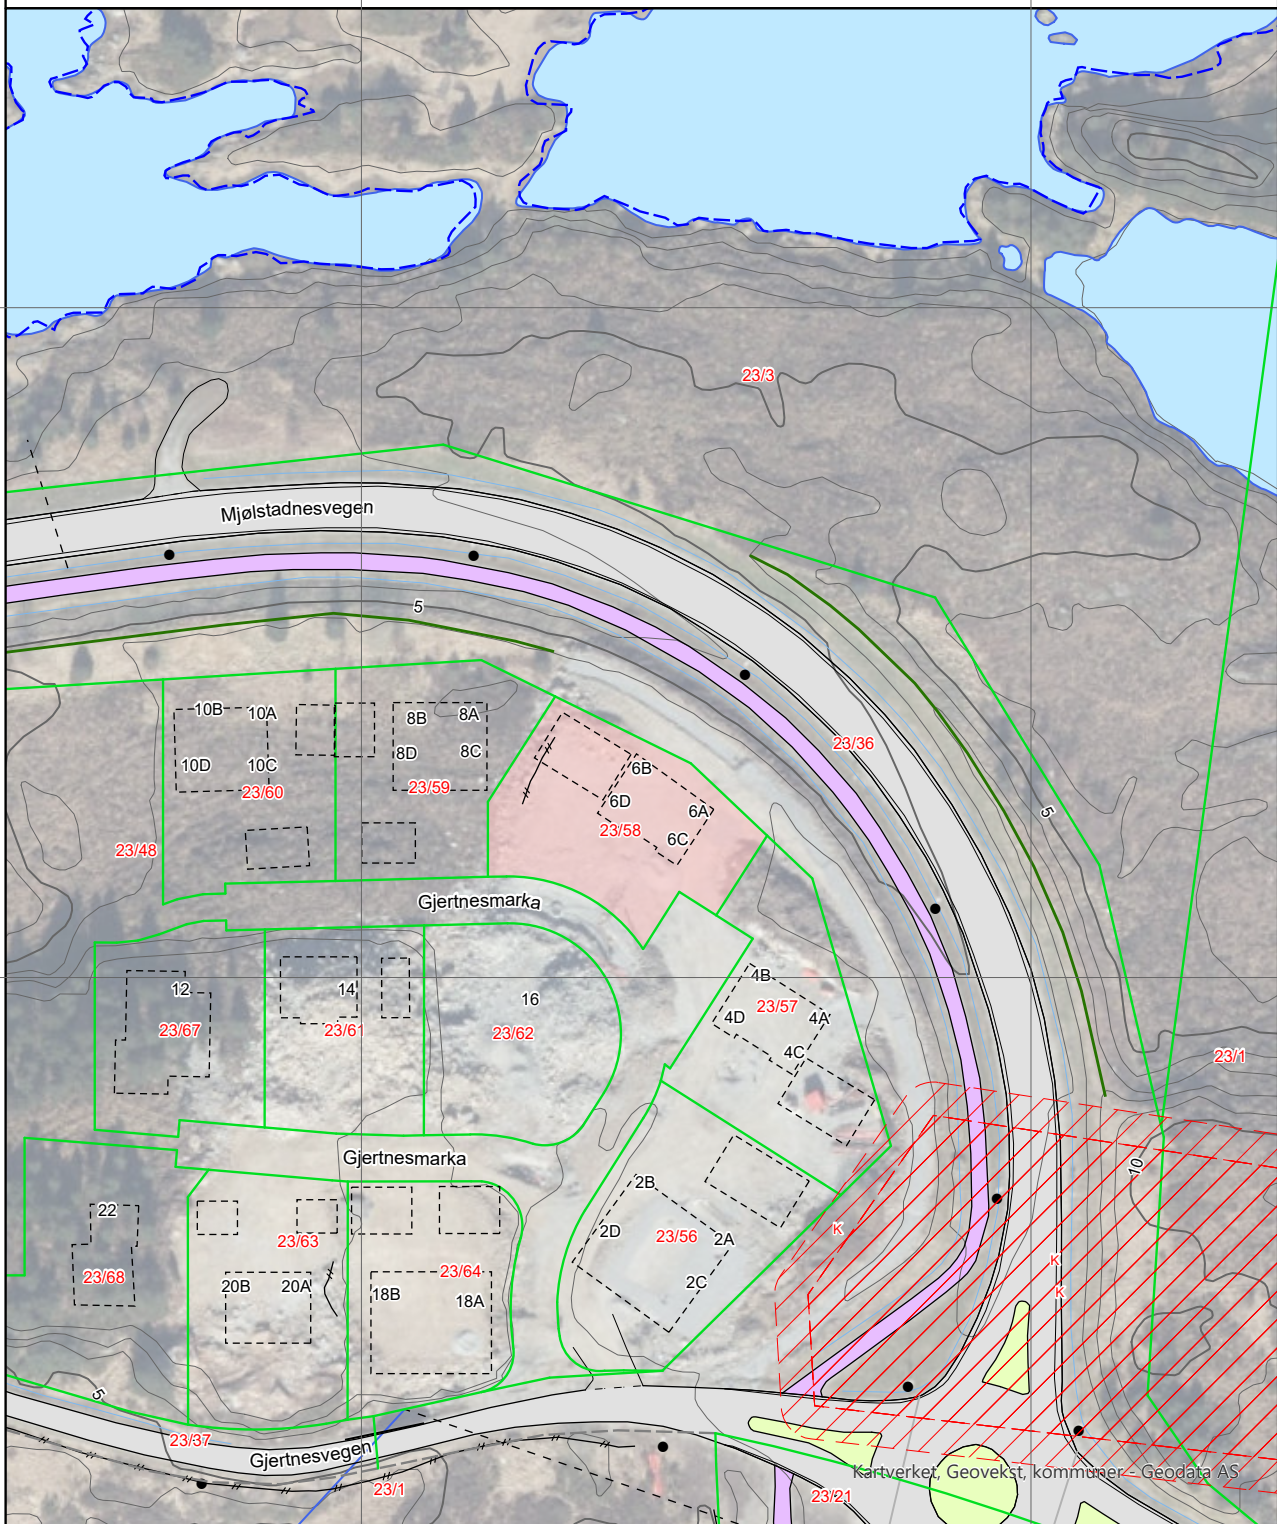 23/3
Mjølstadnesvegen
5
10B
10A
8B
8A
10D
10C
8D
8C
23/60
23/59
6B
6D
6A
23/58
6C
23/36
5
23/48
Gjertnesmarka
4B
12
14
16
23/57
4D
4A
23/67
23/61
23/62
4C
23/1
Gjertnesmarka
10
2B
22
2D
K
23/63
23/56
2A
K
23/68
23/64
20B
20A
18B
18A
2C
K
5
23/37
Gjertnesvegen
23/1
Kartverket, Geovekst, kommuner - Geodata AS
23/21